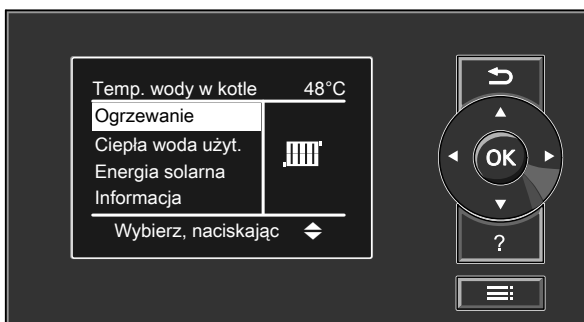 Temp. wody w kotle 48°C
Ogrzewanie
Ciepła woda użyt.
Energia solarna
Informacja
Wybierz, naciskając
OK
?